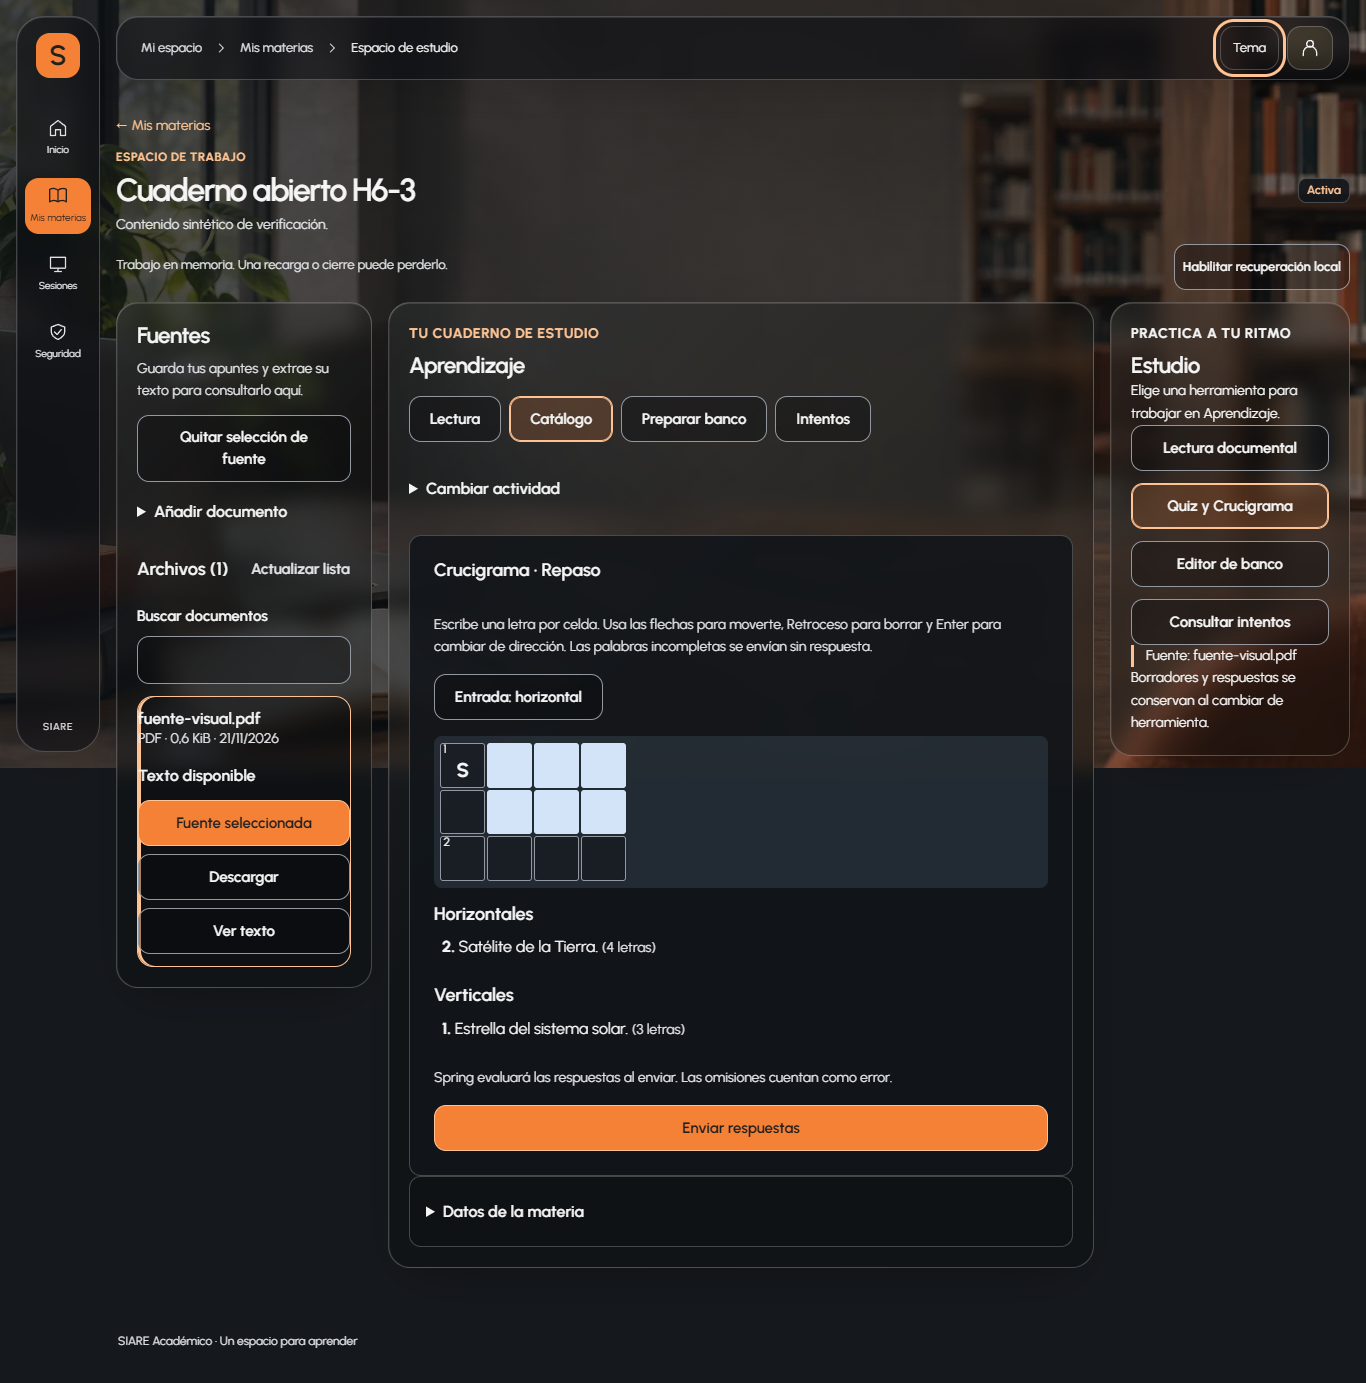 S
Inicio
Mis materias
Sesiones
Seguridad
SIARE
Mi espacio
Mis materias
Espacio de estudio
Tema
← Mis materias
ESPACIO DE TRABAJO
Cuaderno abierto H6-3
Activa
Contenido sintético de verificación.
Trabajo en memoria. Una recarga o cierre puede perderlo.
Habilitar recuperación local
Fuentes
Guarda tus apuntes y extrae su
texto para consultarlo aquí.
Quitar selección de
fuente
Añadir documento
Archivos (1)
Actualizar lista
Buscar documentos
fuente-visual.pdf
PDF · 0,6 KiB · 21/11/2026
Texto disponible
Fuente seleccionada
Descargar
Ver texto
TU CUADERNO DE ESTUDIO
Aprendizaje
Lectura
Catálogo
Preparar banco
Intentos
Cambiar actividad
Crucigrama · Repaso
Escribe una letra por celda. Usa las flechas para moverte, Retroceso para borrar y Enter para
cambiar de dirección. Las palabras incompletas se envían sin respuesta.
Entrada: horizontal
1
S
2
Horizontales
2. Satélite de la Tierra. (4 letras)
Verticales
1. Estrella del sistema solar. (3 letras)
Spring evaluará las respuestas al enviar. Las omisiones cuentan como error.
Enviar respuestas
Datos de la materia
PRACTICA A TU RITMO
Estudio
Elige una herramienta para
trabajar en Aprendizaje.
Lectura documental
Quiz y Crucigrama
Editor de banco
Consultar intentos
Fuente: fuente-visual.pdf
Borradores y respuestas se
conservan al cambiar de
herramienta.
SIARE Académico · Un espacio para aprender